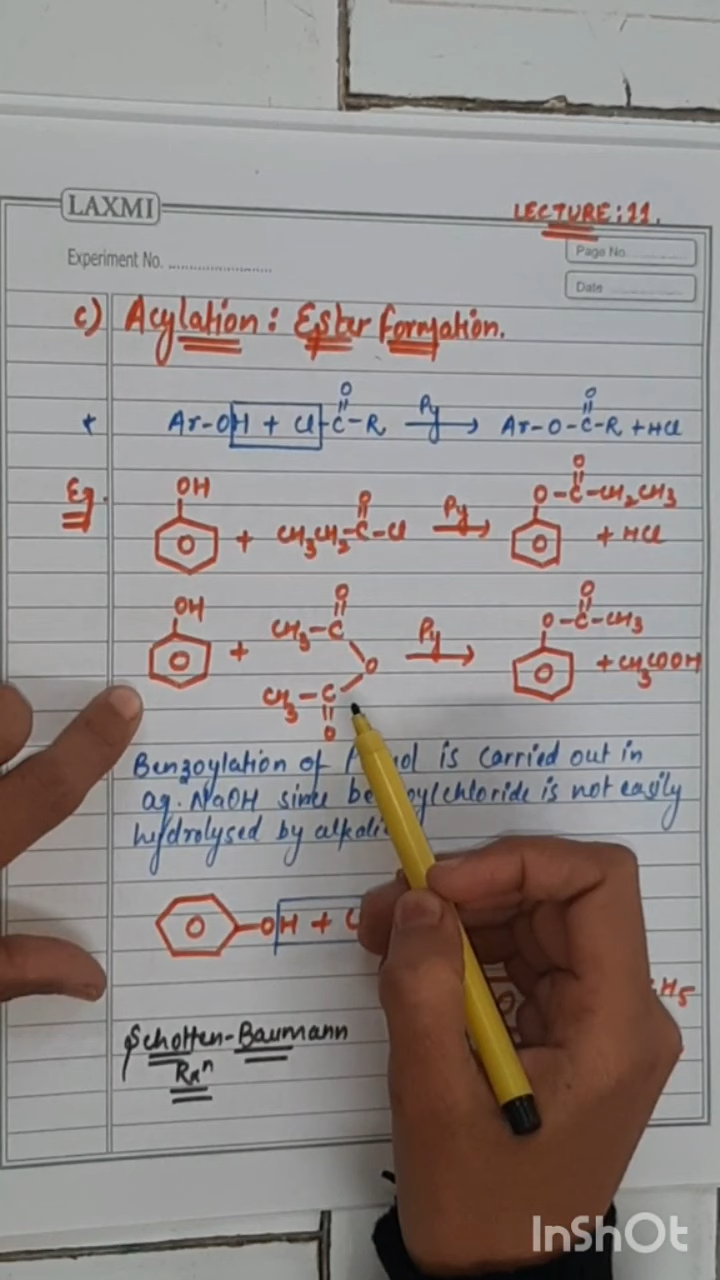 LAXMI
LECTURE: 11.
Experiment No. ....................
Page No. ..............
Date ....................
c) Acylation: Ester Formation.
* Ar-OH + Cl-C-R Py → Ar-O-C-R + HCl
O O
Eg. OH O O
+ CH3CH2-C-Cl Py → O-C-CH2CH3
+ HCl
OH O O
+ CH3-C Py → O-C-CH3
O + CH3COOH
CH3-C
O
Benzoylation of is carried out in
aq. NaOH since is not easily
hydrolysed by
-OH +
H5
Schotten-Baumann
Rxn
InShOt